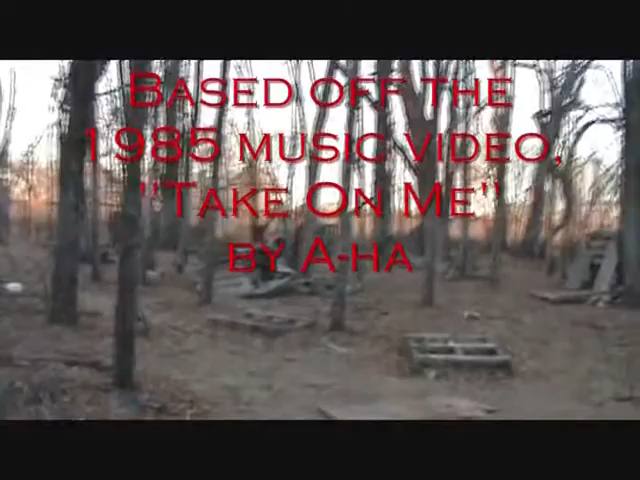 Based off the
1985 music video,
"Take On Me"
by A-ha